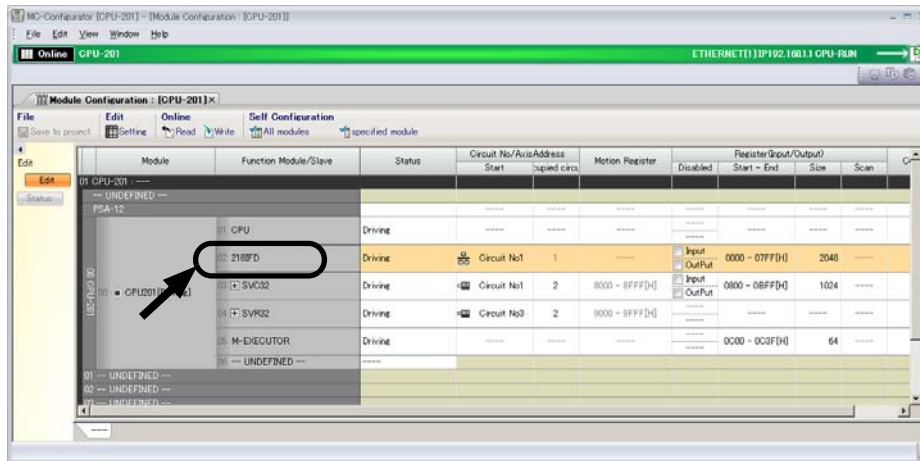 MC-Configurator [CPU-201] - [Module Configuration : [CPU-201]]
File Edit View Window Help
Online CPU-201 ETHERNET[1] IP192.168.1.1 CPU-RUN
Module Configuration : [CPU-201]
File Edit Online Self Configuration
Save to project Setting Read Write All modules specified module
Edit
Edit
Status
Module Function Module/Slave Status Circuit No/AxisAddress Motion Register Register(Input/Output)
Start Disabled Start - End Size Scan
01 CPU-201 : ----
-- UNDEFINED --
PSA-12
00 CPU-201
01 CPU Driving
02 218IFD Driving Circuit No1 1 Input OutPut 0000 - 07FF[H] 2048
03 SVC32 Driving Circuit No1 2 8000 - 8FFF[H] Input OutPut 0800 - 0BFF[H] 1024
04 SVR32 Driving Circuit No3 2 9000 - 9FFF[H]
05 M-EXECUTOR Driving 0C00 - 0C3F[H] 64
06 -- UNDEFINED -- ----
01 -- UNDEFINED --
02 -- UNDEFINED --
03 -- UNDEFINED --